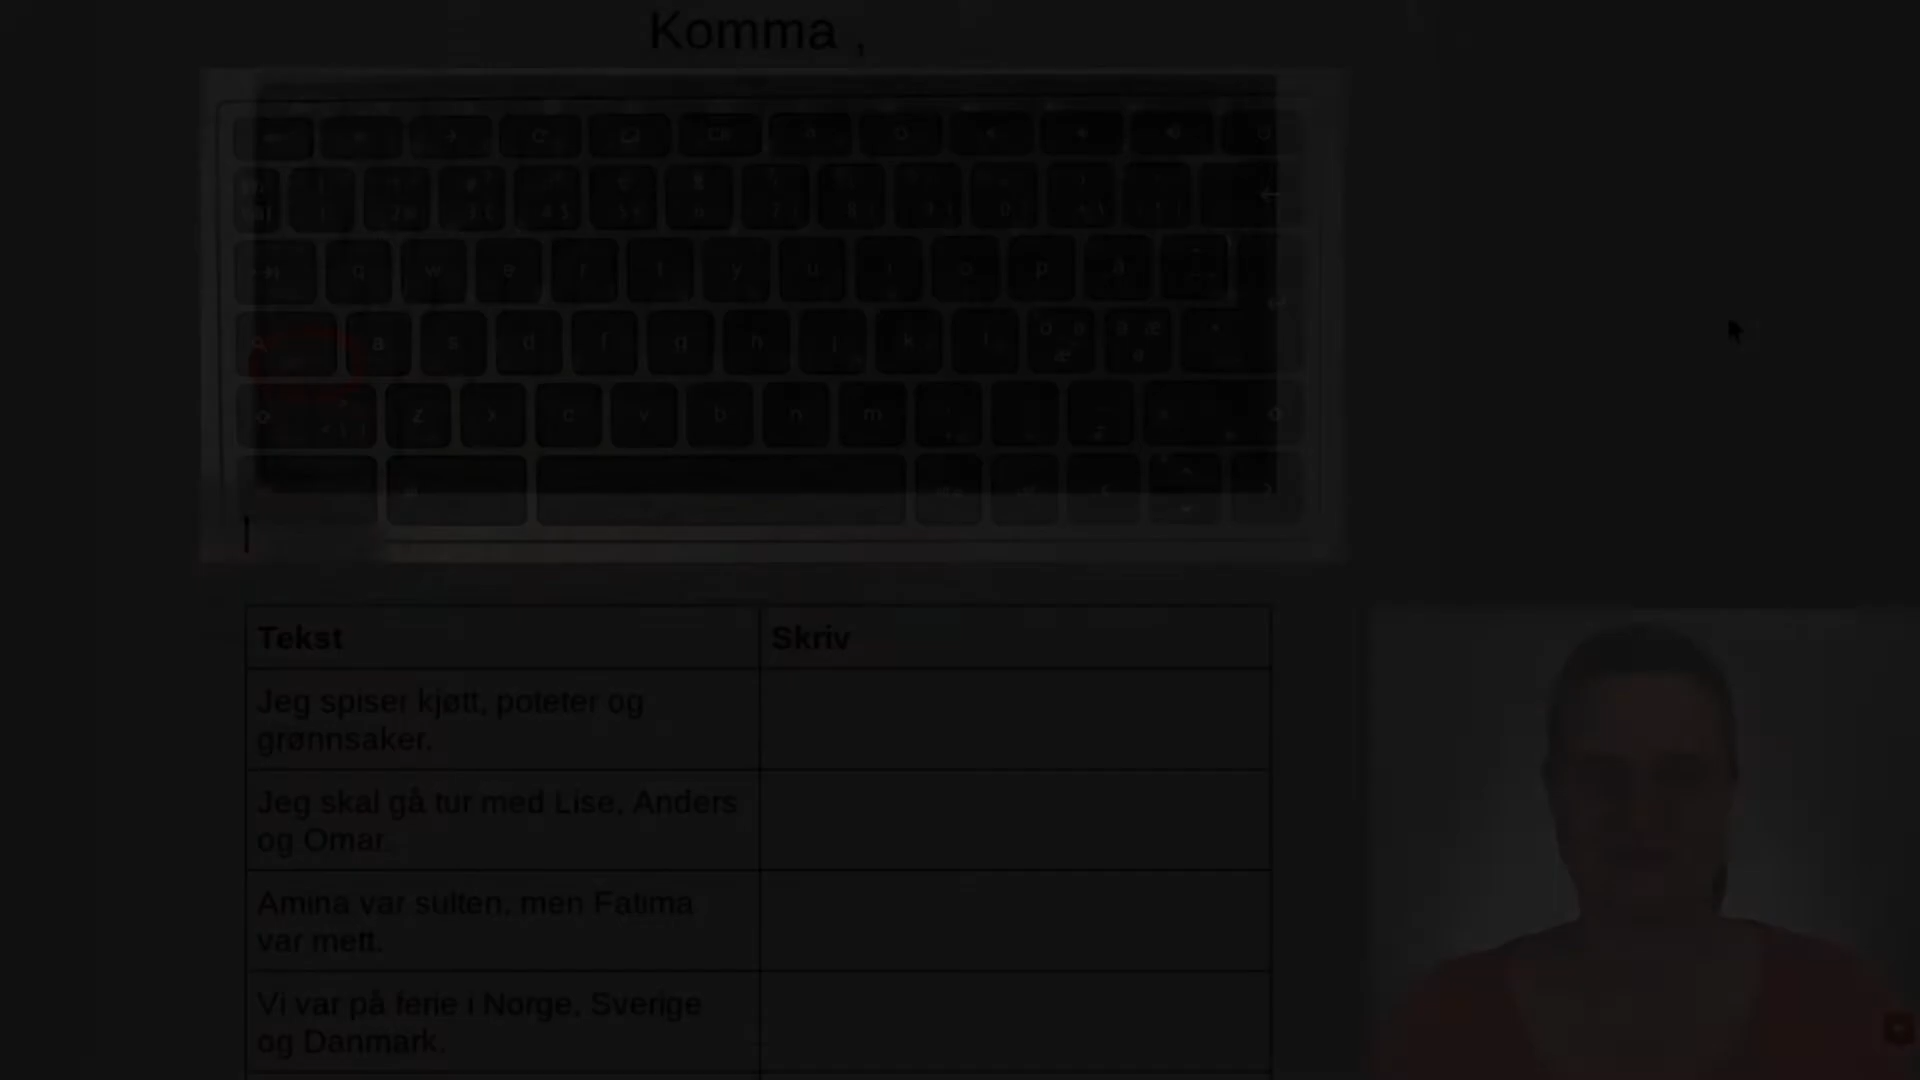 Komma ,
q w e r t y u i o p å
a s d f g h j k l
z x c v b n m
Tekst
Skriv
Jeg spiser kjøtt, poteter og
grønnsaker.
Jeg skal gå tur med Lise, Anders
og Omar.
Amina var sulten, men Fatima
var mett.
Vi var på ferie i Norge, Sverige
og Danmark.